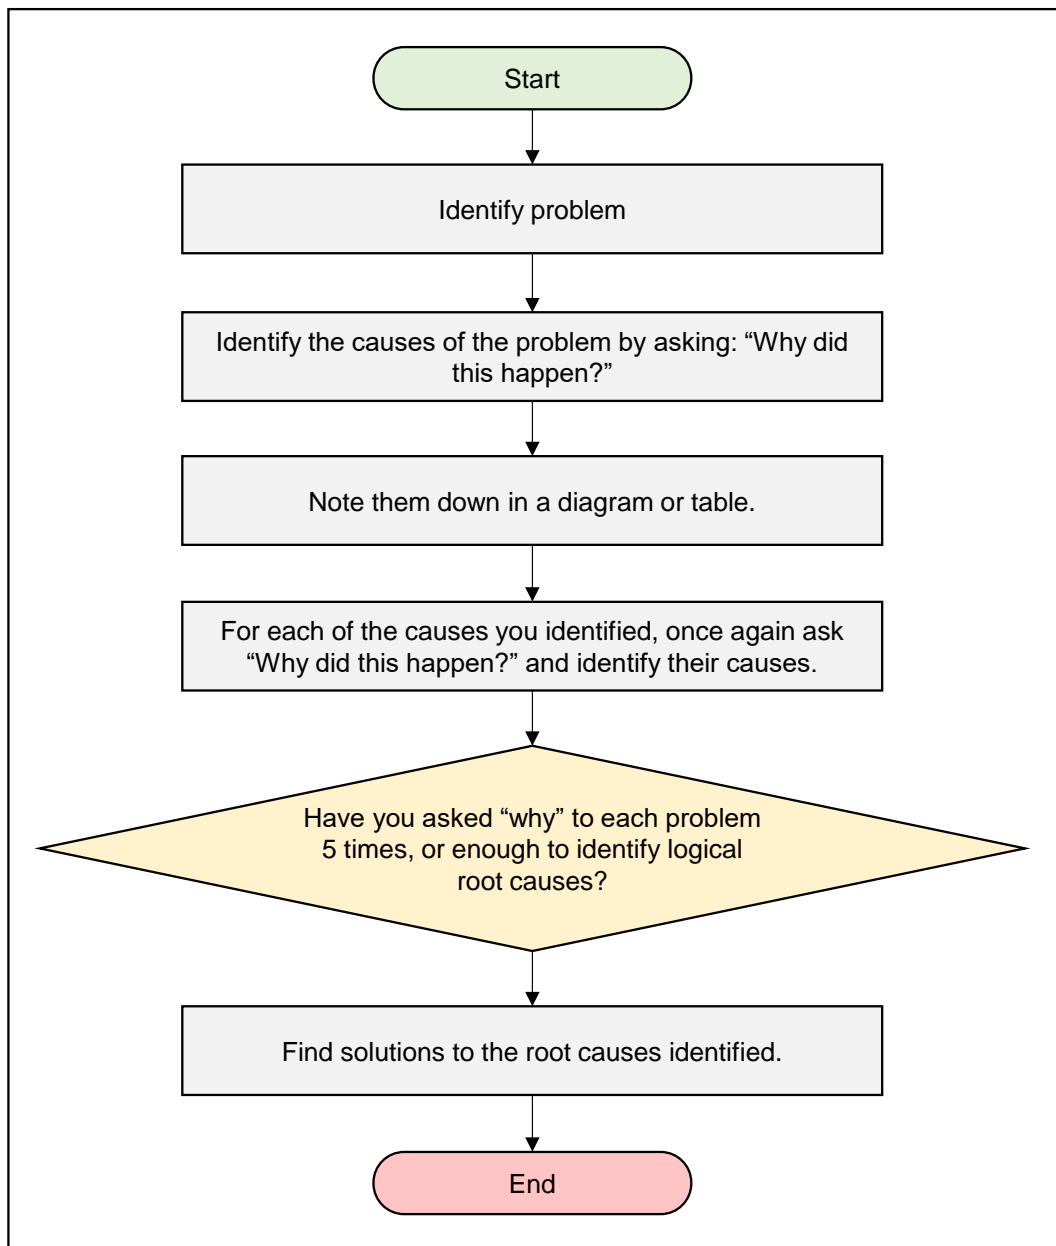 Start
Identify problem
Identify the causes of the problem by asking: “Why did
this happen?”
Note them down in a diagram or table.
For each of the causes you identified, once again ask
“Why did this happen?” and identify their causes.
Have you asked “why” to each problem
5 times, or enough to identify logical
root causes?
Find solutions to the root causes identified.
End